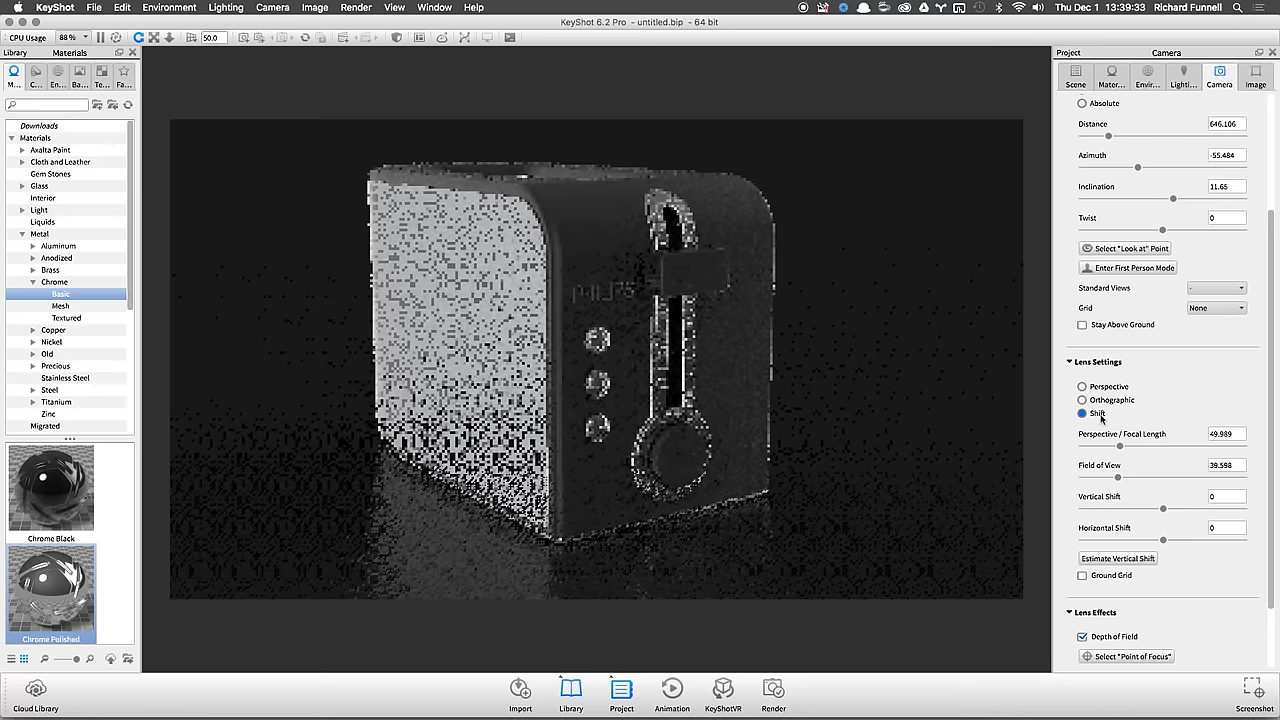 KeyShot File Edit Environment Lighting Camera Image Render View Window Help Thu Dec 1 13:39:33 Richard Funnell
KeyShot 6.2 Pro - untitled.bip - 64 bit
CPU Usage 88 % 50.0
Library Materials
Project Camera
M... C... En... Ba... Te... Fa...
Scene Mater... Envir... Lighti... Camera Image
Downloads
Materials
Axalta Paint
Cloth and Leather
Gem Stones
Glass
Interior
Light
Liquids
Metal
Aluminum
Anodized
Brass
Chrome
Basic
Mesh
Textured
Copper
Nickel
Old
Precious
Stainless Steel
Steel
Titanium
Zinc
Migrated
Chrome Black
Chrome Polished
PHILIPS
Absolute
Distance 646.106
Azimuth -55.484
Inclination 11.65
Twist 0
Select "Look at" Point
Enter First Person Mode
Standard Views -
Grid None
Stay Above Ground
Lens Settings
Perspective
Orthographic
Shift
Perspective / Focal Length 49.989
Field of View 39.598
Vertical Shift 0
Horizontal Shift 0
Estimate Vertical Shift
Ground Grid
Lens Effects
Depth of Field
Select "Point of Focus"
Cloud Library Import Library Project Animation KeyShotVR Render Screenshot